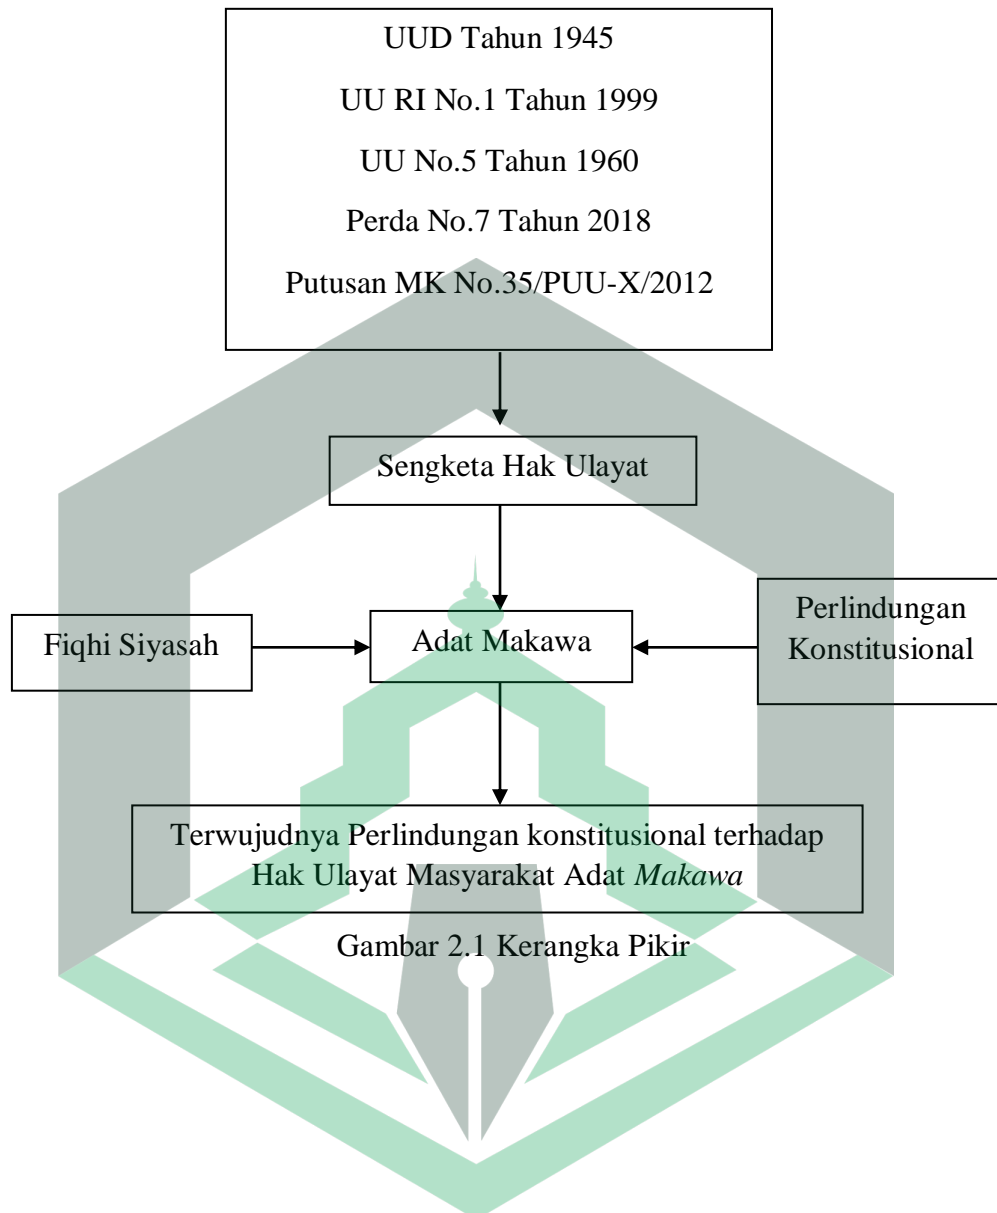 UUD Tahun 1945
UU RI No.1 Tahun 1999
UU No.5 Tahun 1960
Perda No.7 Tahun 2018
Putusan MK No.35/PUU-X/2012
Sengketa Hak Ulayat
Fiqhi Siyasah
Adat Makawa
Perlindungan
Konstitusional
Terwujudnya Perlindungan konstitusional terhadap
Hak Ulayat Masyarakat Adat Makawa
Gambar 2.1 Kerangka Pikir